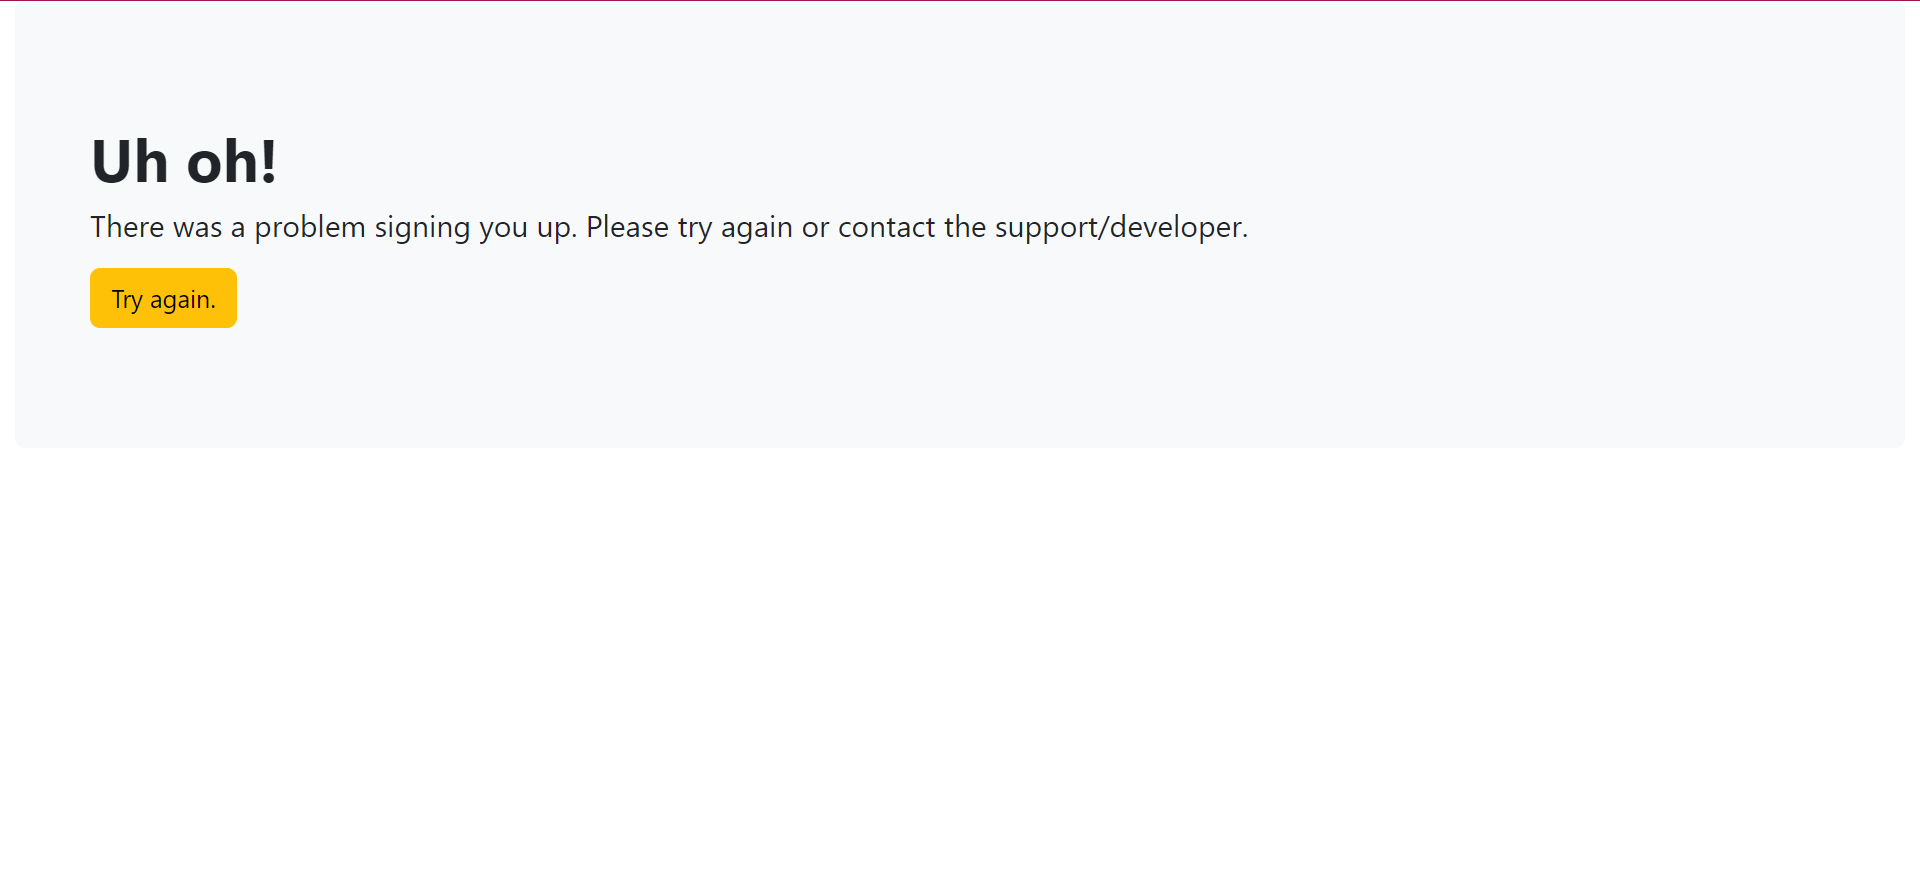 Uh oh!
There was a problem signing you up. Please try again or contact the support/developer.
Try again.